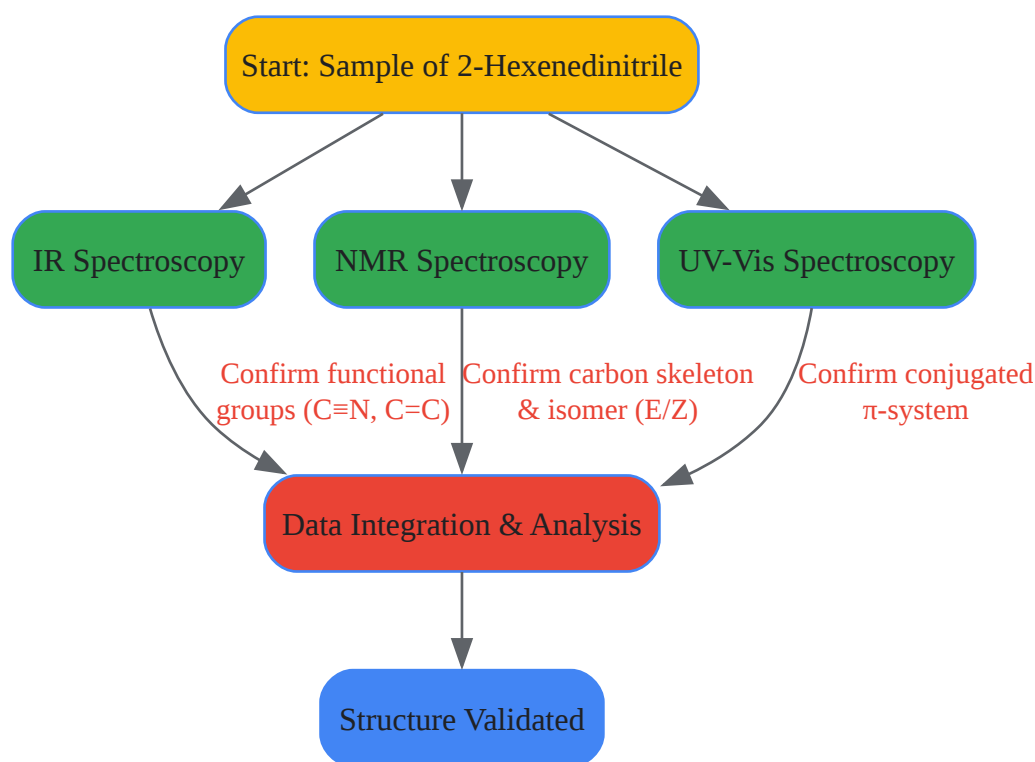 Start: Sample of 2-Hexenedinitrile
IR Spectroscopy
NMR Spectroscopy
UV-Vis Spectroscopy
Confirm functional
groups (C≡N, C=C)
Confirm carbon skeleton
& isomer (E/Z)
Confirm conjugated
π-system
Data Integration & Analysis
Structure Validated